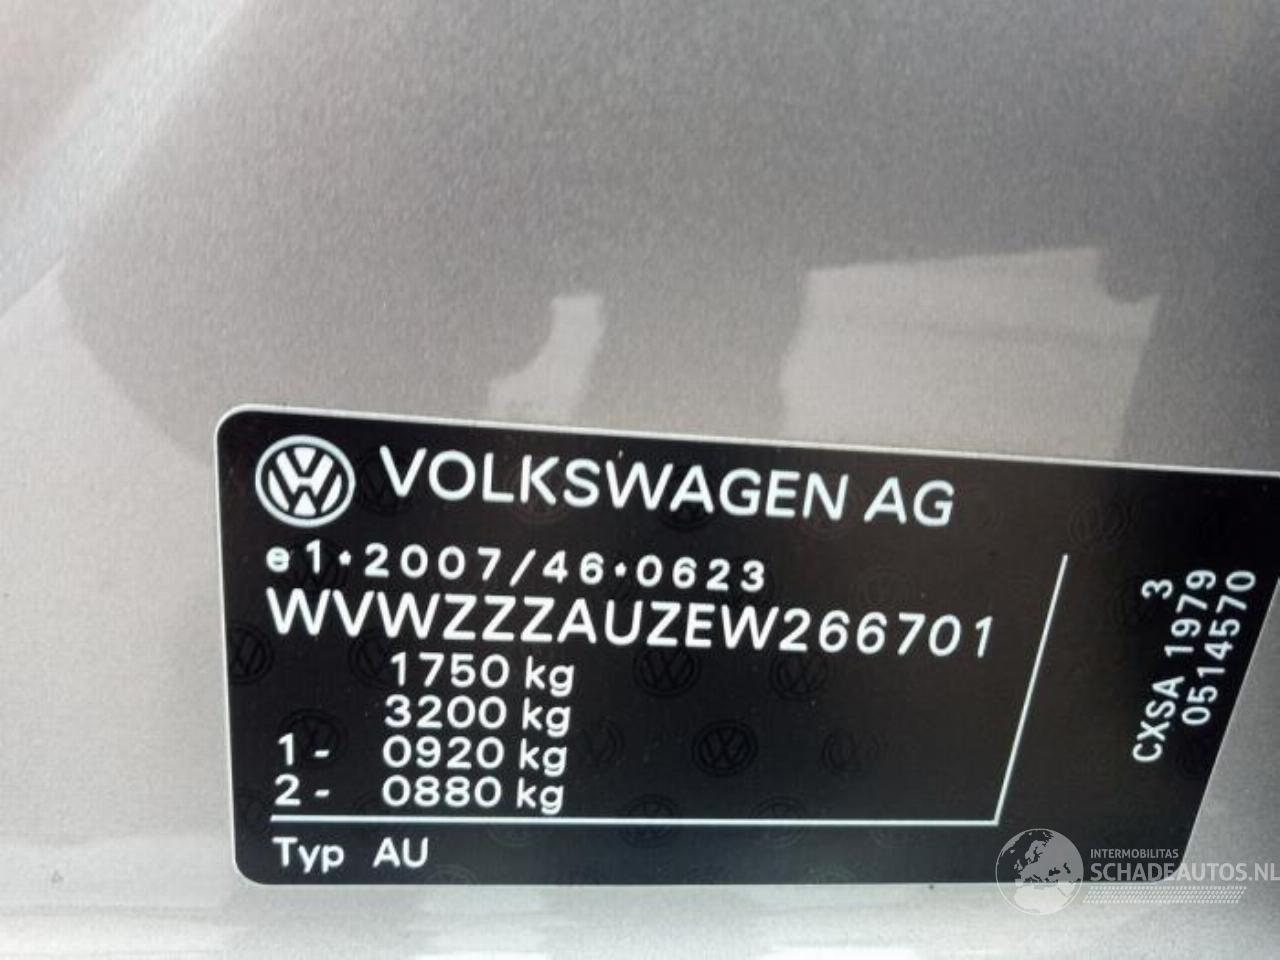 VOLKSWAGEN AG
e1*2007/46*0623
WVWZZZAUZEW266701
1750 kg
3200 kg
1- 0920 kg
2- 0880 kg
Typ AU
3
CXSA 1979
0514570
INTERMOBILITAS
SCHADEAUTOS.NL